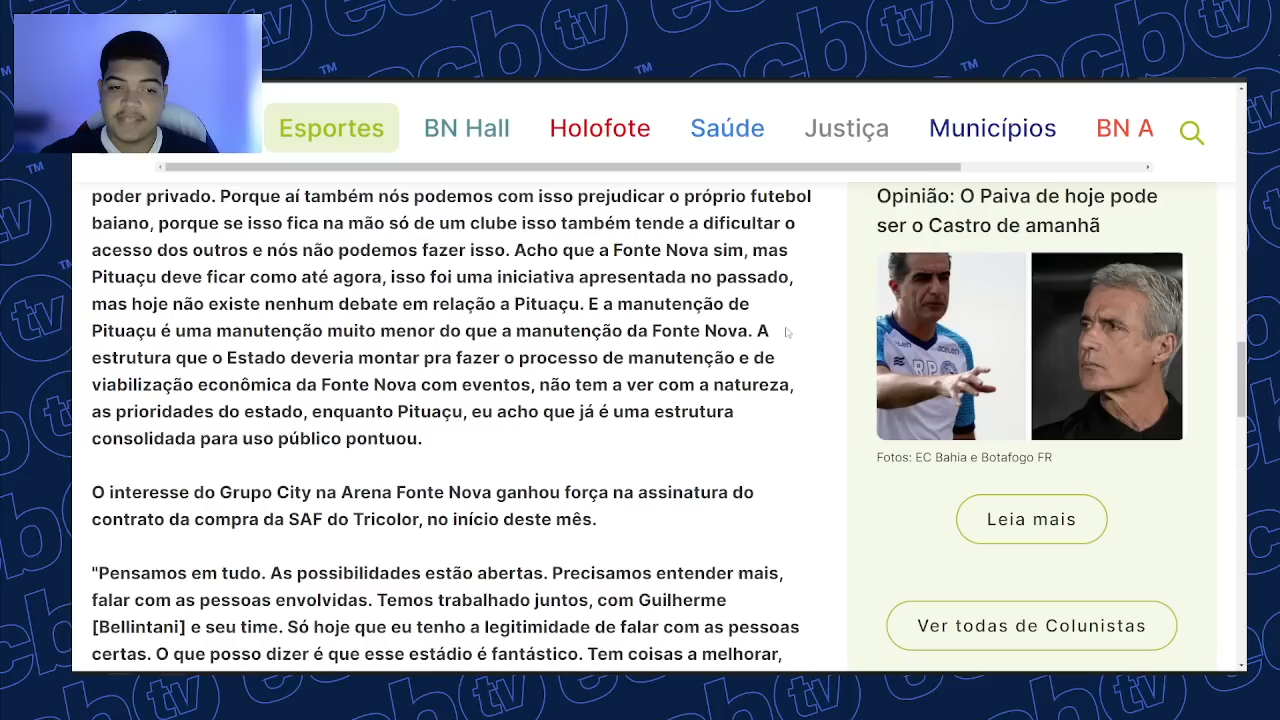 ecbtv
TM
TM
TM
Esportes
BN Hall
Holofote
Saúde
Justiça
Municípios
BN A
poder privado. Porque aí também nós podemos com isso prejudicar o próprio futebol
baiano, porque se isso fica na mão só de um clube isso também tende a dificultar o
acesso dos outros e nós não podemos fazer isso. Acho que a Fonte Nova sim, mas
Pituaçu deve ficar como até agora, isso foi uma iniciativa apresentada no passado,
mas hoje não existe nenhum debate em relação a Pituaçu. E a manutenção de
Pituaçu é uma manutenção muito menor do que a manutenção da Fonte Nova. A
estrutura que o Estado deveria montar pra fazer o processo de manutenção e de
viabilização econômica da Fonte Nova com eventos, não tem a ver com a natureza,
as prioridades do estado, enquanto Pituaçu, eu acho que já é uma estrutura
consolidada para uso público pontuou.
O interesse do Grupo City na Arena Fonte Nova ganhou força na assinatura do
contrato da compra da SAF do Tricolor, no início deste mês.
"Pensamos em tudo. As possibilidades estão abertas. Precisamos entender mais,
falar com as pessoas envolvidas. Temos trabalhado juntos, com Guilherme
[Bellintani] e seu time. Só hoje que eu tenho a legitimidade de falar com as pessoas
certas. O que posso dizer é que esse estádio é fantástico. Tem coisas a melhorar,
Opinião: O Paiva de hoje pode
ser o Castro de amanhã
RP
Fotos: EC Bahia e Botafogo FR
Leia mais
Ver todas de Colunistas